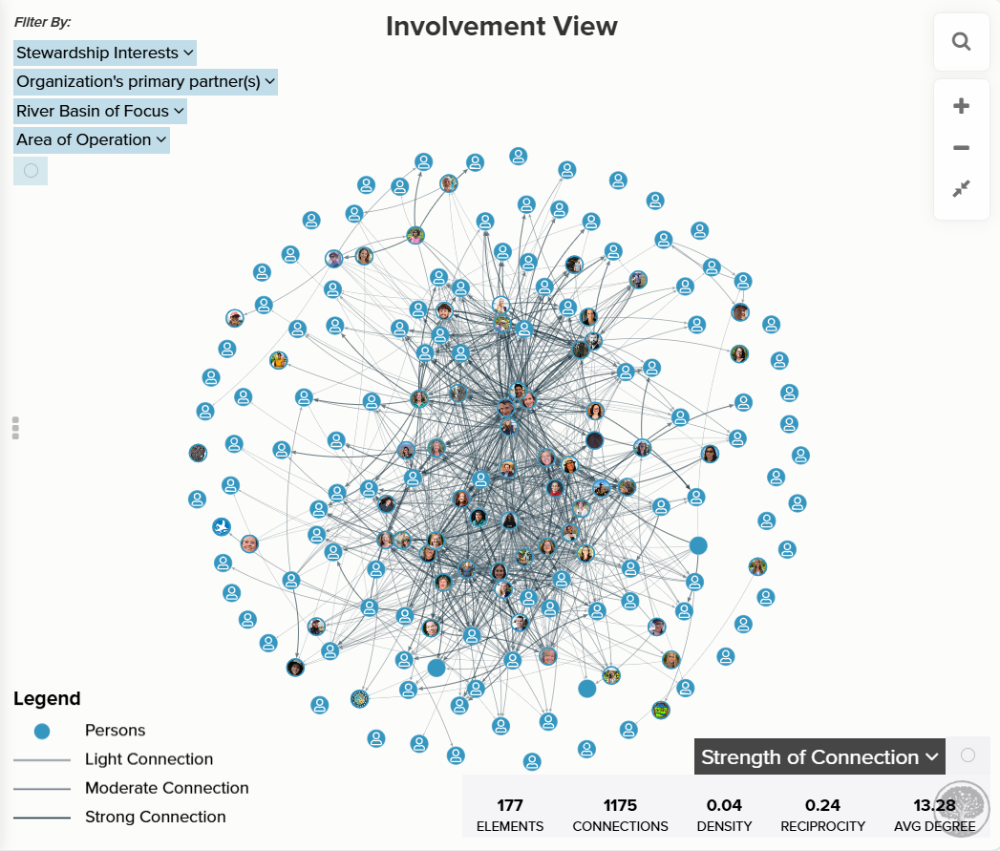 Filter By:
Involvement View
Stewardship Interests
Organization's primary partner(s)
River Basin of Focus
Area of Operation
Legend
Persons
Light Connection
Moderate Connection
Strong Connection
Strength of Connection
177 1175 0.04 0.24 13.28
ELEMENTS CONNECTIONS DENSITY RECIPROCITY AVG DEGREE